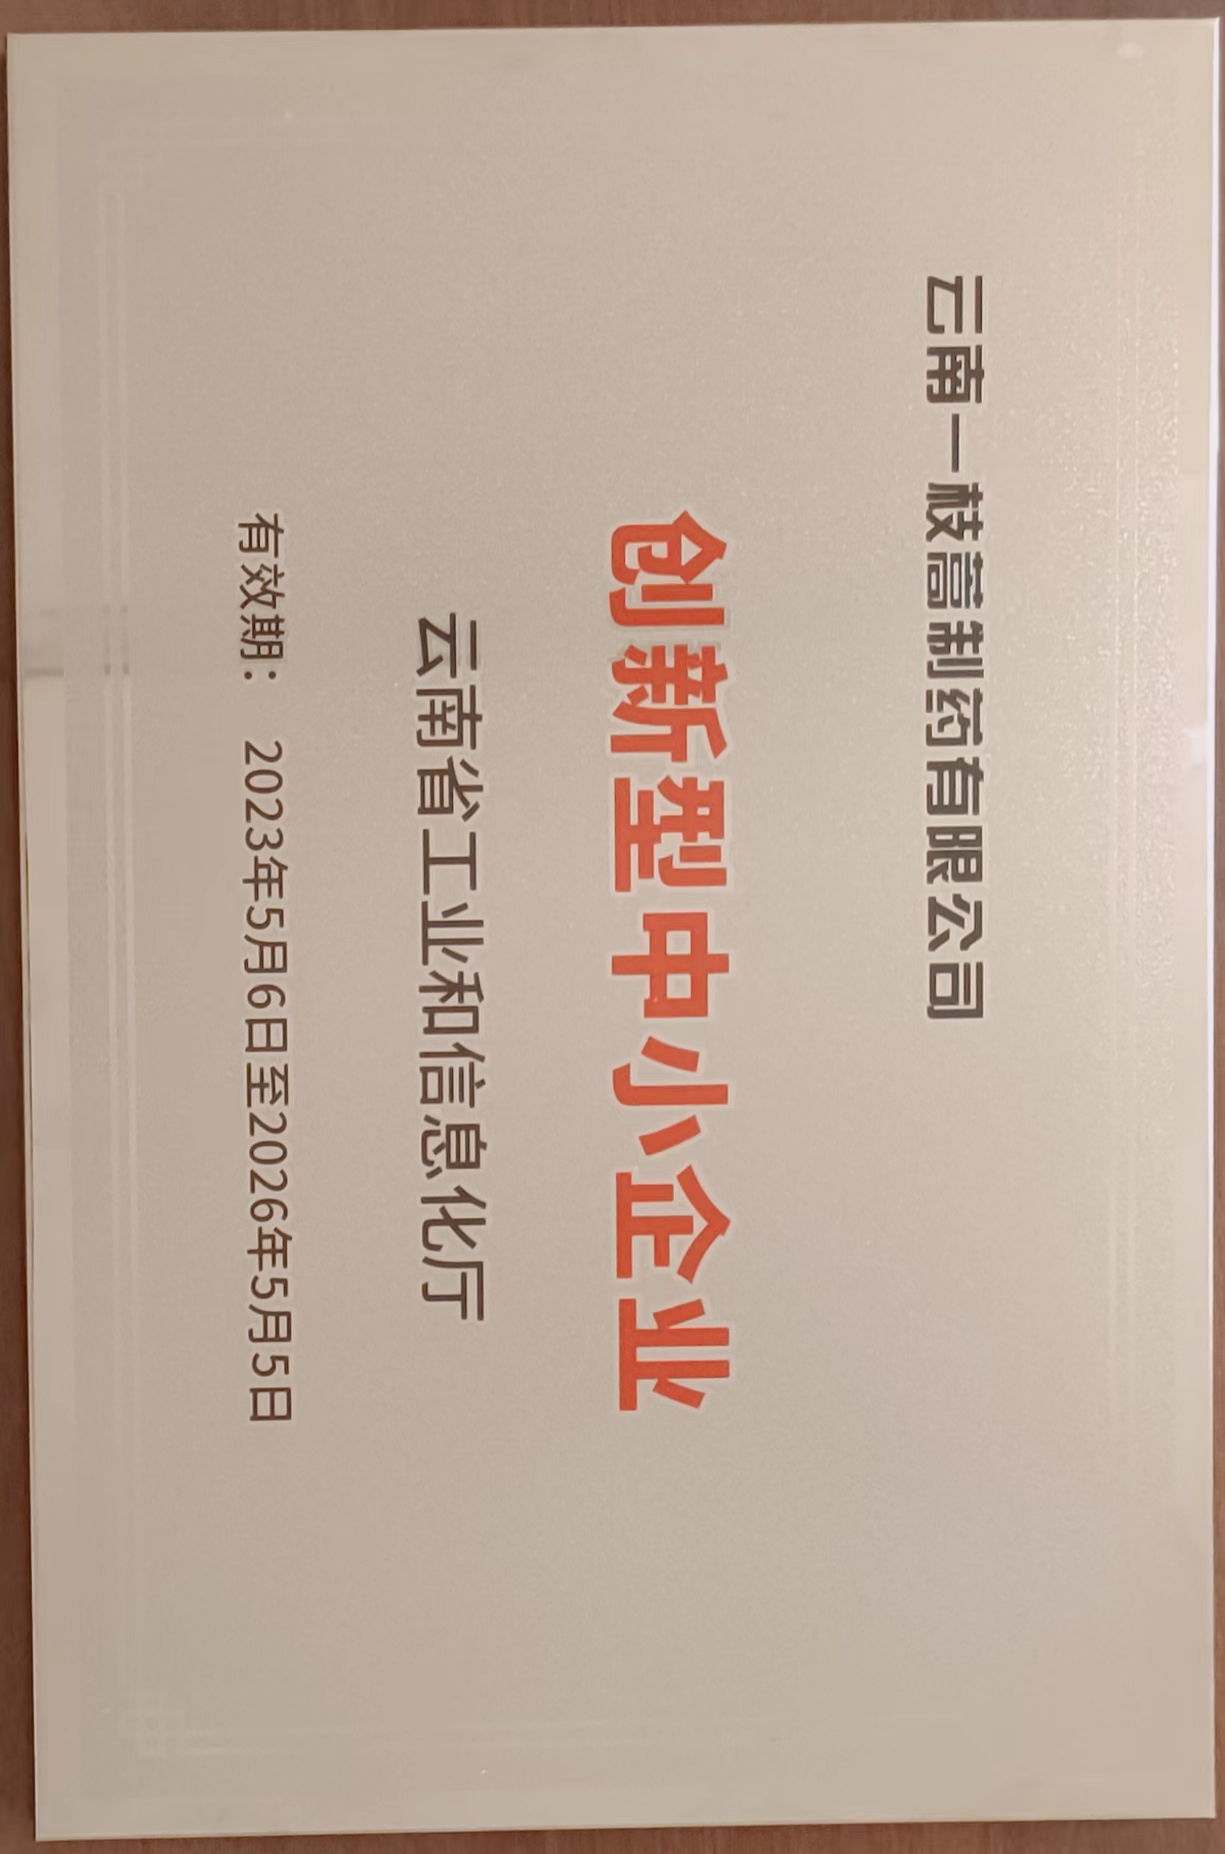 云南一枝蒿制药有限公司
创新型中小企业
云南省工业和信息化厅
有效期： 2023年5月6日至2026年5月5日